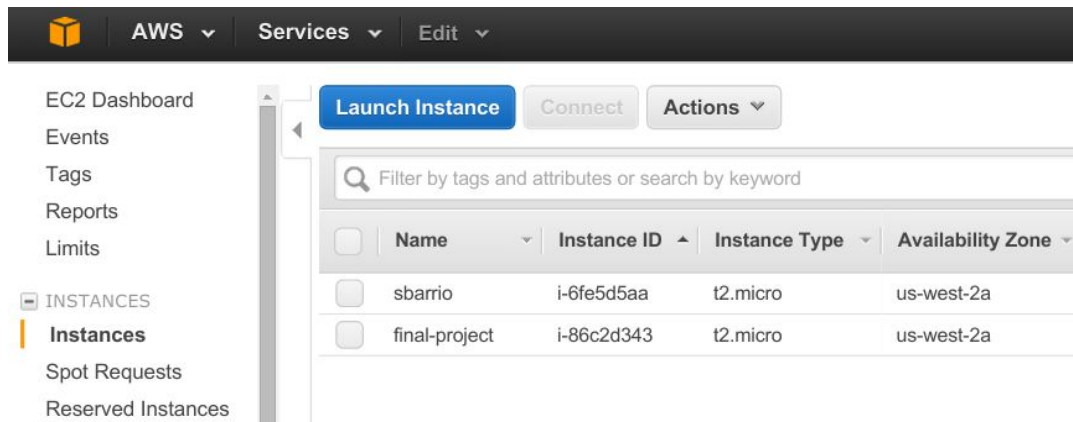 AWS Services Edit
EC2 Dashboard
Events
Tags
Reports
Limits
INSTANCES
Instances
Spot Requests
Reserved Instances
Launch Instance Connect Actions
Filter by tags and attributes or search by keyword
Name Instance ID Instance Type Availability Zone
sbarrio i-6fe5d5aa t2.micro us-west-2a
final-project i-86c2d343 t2.micro us-west-2a